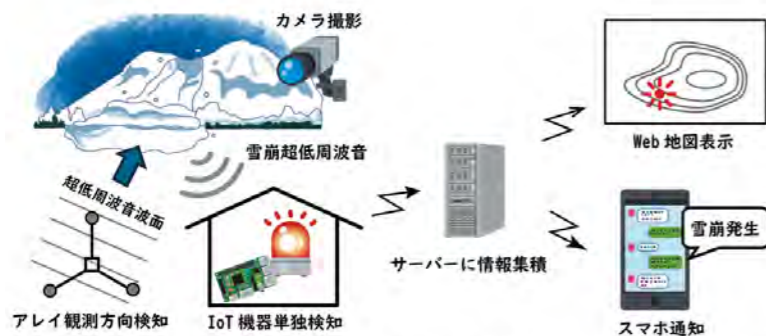 カメラ撮影
雪崩超低周波音
超低周波音波面
アレイ観測方向検知
IoT 機器単独検知
サーバーに情報集積
Web 地図表示
雪崩発生
スマホ通知